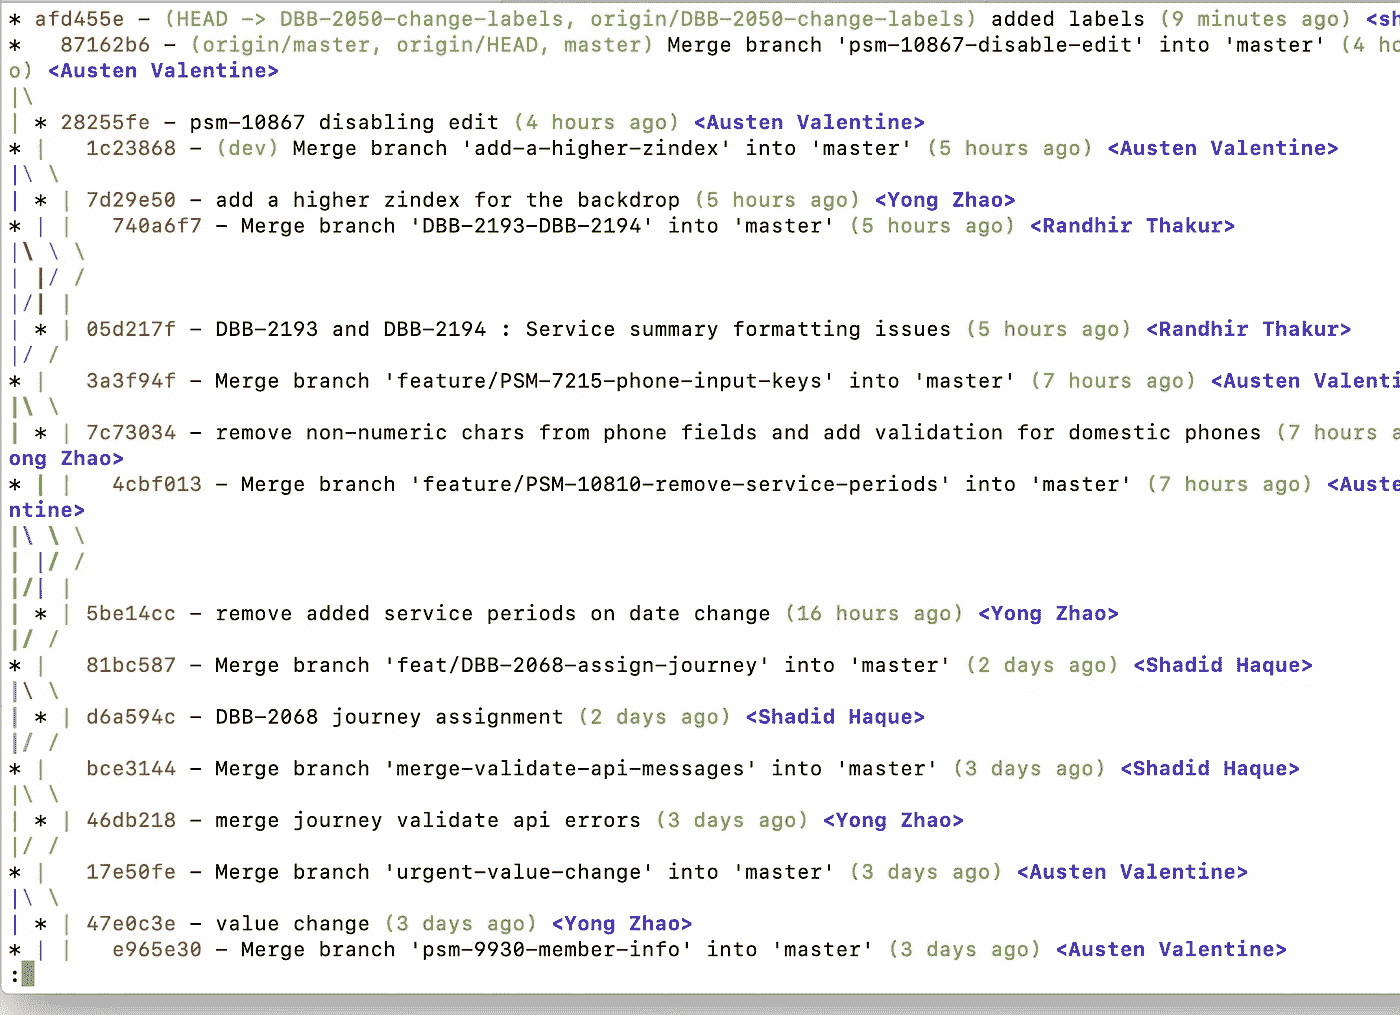 * afd455e - (HEAD -> DBB-2050-change-labels, origin/DBB-2050-change-labels) added labels (9 minutes ago) <sh
*   87162b6 - (origin/master, origin/HEAD, master) Merge branch 'psm-10867-disable-edit' into 'master' (4 ho
o) <Austen Valentine>
|\
| * 28255fe - psm-10867 disabling edit (4 hours ago) <Austen Valentine>
* |   1c23868 - (dev) Merge branch 'add-a-higher-zindex' into 'master' (5 hours ago) <Austen Valentine>
|\ \
| * | 7d29e50 - add a higher zindex for the backdrop (5 hours ago) <Yong Zhao>
* | |   740a6f7 - Merge branch 'DBB-2193-DBB-2194' into 'master' (5 hours ago) <Randhir Thakur>
|\ \ \
| |/ /
|/| |
| * | 05d217f - DBB-2193 and DBB-2194 : Service summary formatting issues (5 hours ago) <Randhir Thakur>
|/ /
* |   3a3f94f - Merge branch 'feature/PSM-7215-phone-input-keys' into 'master' (7 hours ago) <Austen Valenti
|\ \
| * | 7c73034 - remove non-numeric chars from phone fields and add validation for domestic phones (7 hours a
ong Zhao>
* | |   4cbf013 - Merge branch 'feature/PSM-10810-remove-service-periods' into 'master' (7 hours ago) <Auste
ntine>
|\ \ \
| |/ /
|/| |
| * | 5be14cc - remove added service periods on date change (16 hours ago) <Yong Zhao>
|/ /
* |   81bc587 - Merge branch 'feat/DBB-2068-assign-journey' into 'master' (2 days ago) <Shadid Haque>
|\ \
| * | d6a594c - DBB-2068 journey assignment (2 days ago) <Shadid Haque>
|/ /
* |   bce3144 - Merge branch 'merge-validate-api-messages' into 'master' (3 days ago) <Shadid Haque>
|\ \
| * | 46db218 - merge journey validate api errors (3 days ago) <Yong Zhao>
|/ /
* |   17e50fe - Merge branch 'urgent-value-change' into 'master' (3 days ago) <Austen Valentine>
|\ \
| * | 47e0c3e - value change (3 days ago) <Yong Zhao>
* | |   e965e30 - Merge branch 'psm-9930-member-info' into 'master' (3 days ago) <Austen Valentine>
: